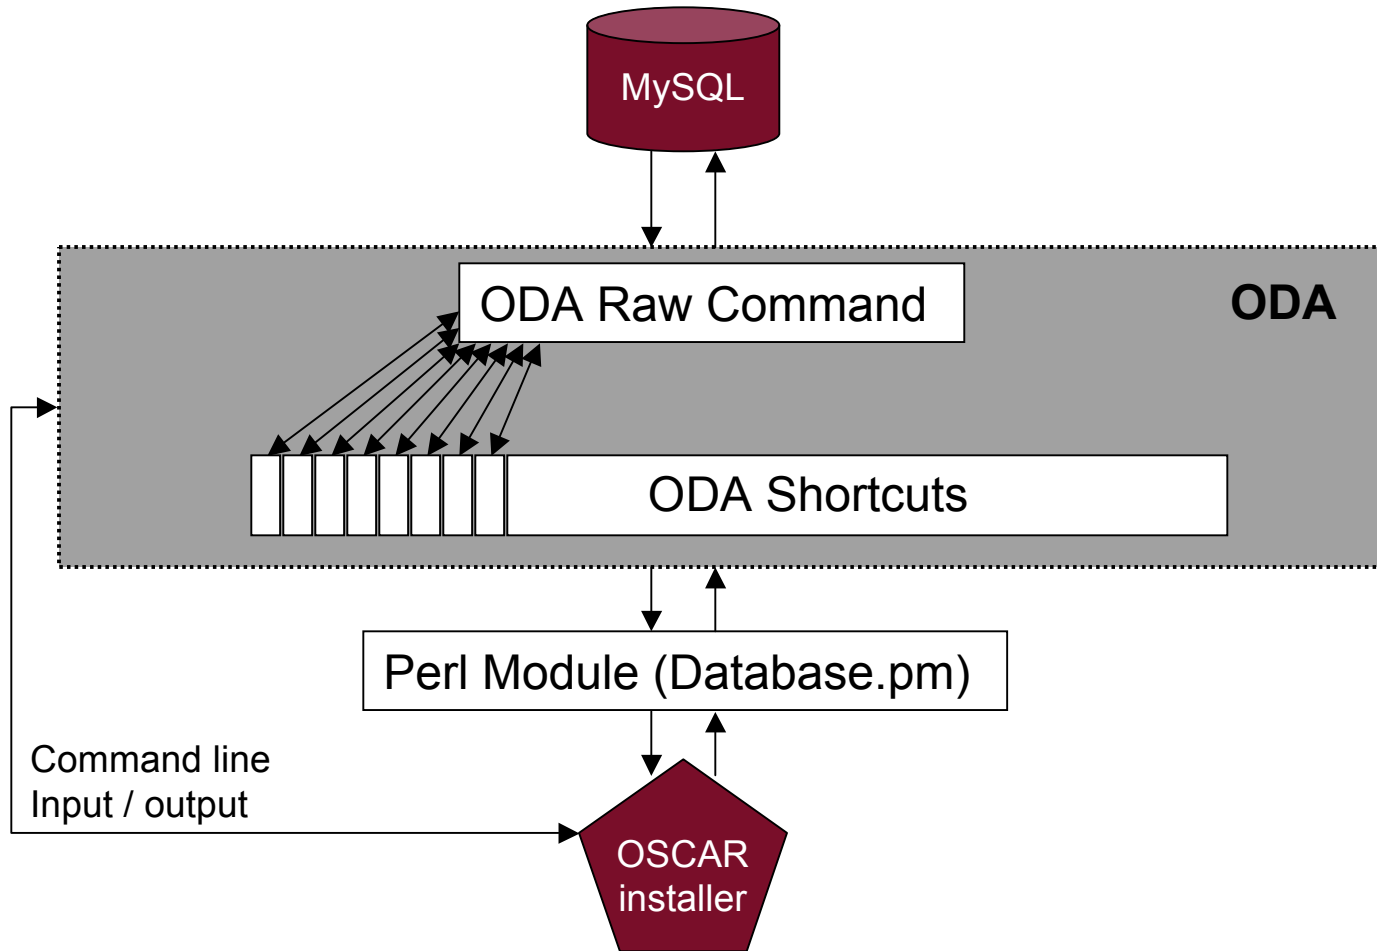 MySQL
ODA Raw Command
ODA
ODA Shortcuts
Perl Module (Database.pm)
Command line
Input / output
OSCAR
installer